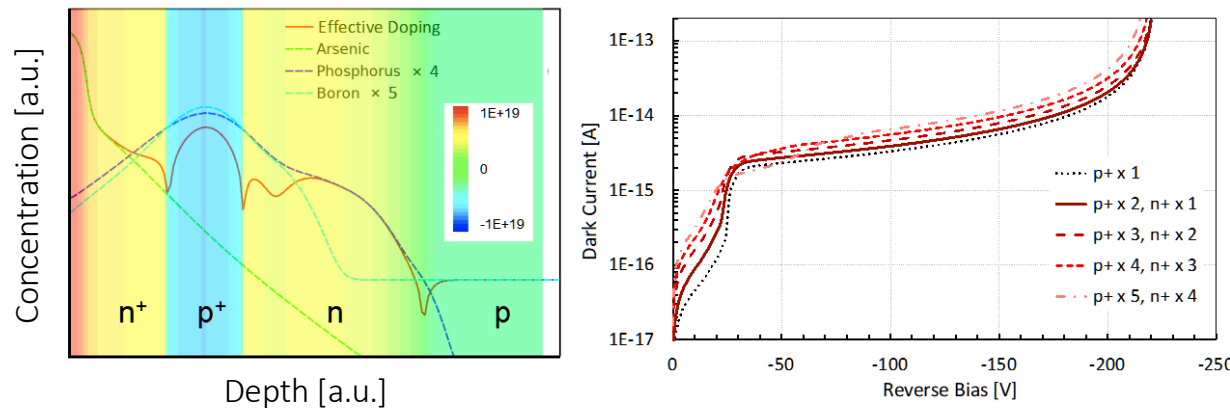 Concentration [a.u.]
Effective Doping
Arsenic
Phosphorus × 4
Boron × 5
1E+19
0
-1E+19
n+ p+ n p
Depth [a.u.]
Dark Current [A]
1E-13
1E-14
1E-15
1E-16
1E-17
p+ x 1
p+ x 2, n+ x 1
p+ x 3, n+ x 2
p+ x 4, n+ x 3
p+ x 5, n+ x 4
0 -50 -100 -150 -200 -250
Reverse Bias [V]